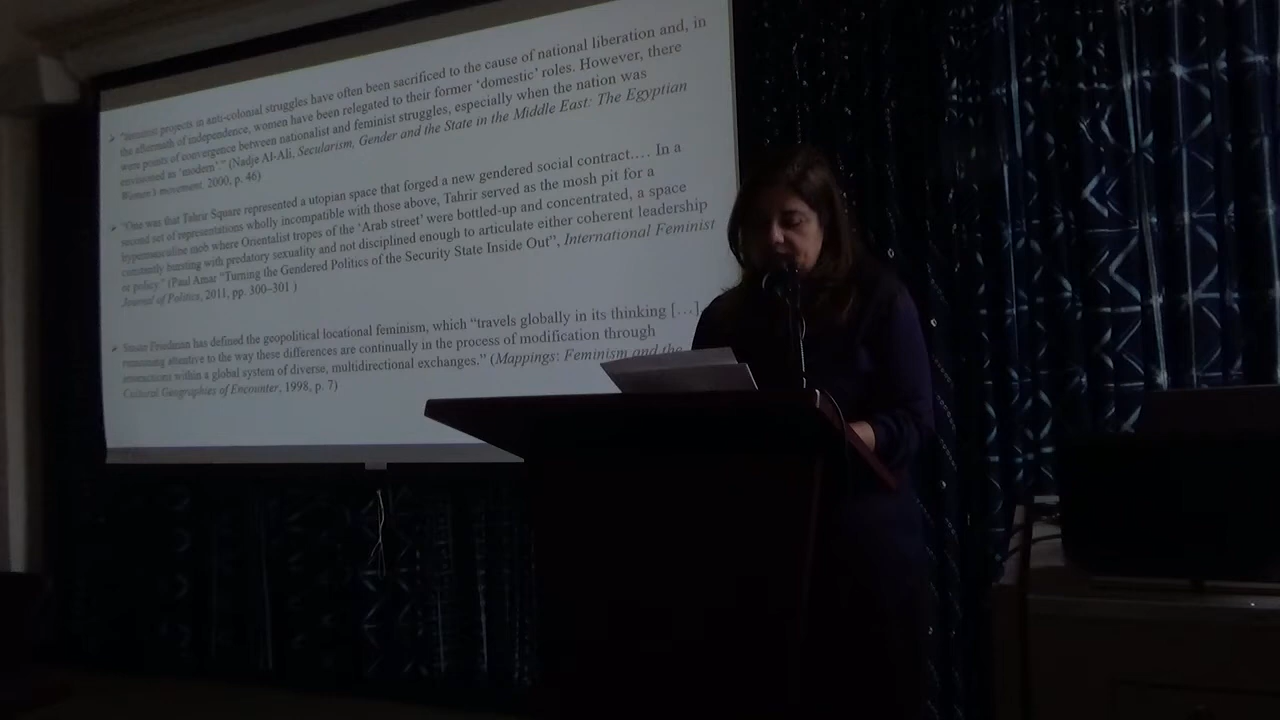 ➢ "Feminist projects in anti-colonial struggles have often been sacrificed to the cause of national liberation and, in
the aftermath of independence, women have been relegated to their former 'domestic' roles. However, there
were points of convergence between nationalist and feminist struggles, especially when the nation was
envisioned as 'modern' " (Nadje Al-Ali, Secularism, Gender and the State in the Middle East: The Egyptian
Women's movement. 2000, p. 46)
➢ "One was that Tahrir Square represented a utopian space that forged a new gendered social contract.… In a
second set of representations wholly incompatible with those above, Tahrir served as the mosh pit for a
hypermasculine mob where Orientalist tropes of the 'Arab street' were bottled-up and concentrated, a space
constantly bursting with predatory sexuality and not disciplined enough to articulate either coherent leadership
or policy." (Paul Amar "Turning the Gendered Politics of the Security State Inside Out", International Feminist
Journal of Politics, 2011, pp. 300–301 )
➢ Susan Friedman has defined the geopolitical locational feminism, which "travels globally in its thinking […]
remaining attentive to the way these differences are continually in the process of modification through
interactions within a global system of diverse, multidirectional exchanges." (Mappings: Feminism and the
Cultural Geographies of Encounter, 1998, p. 7)